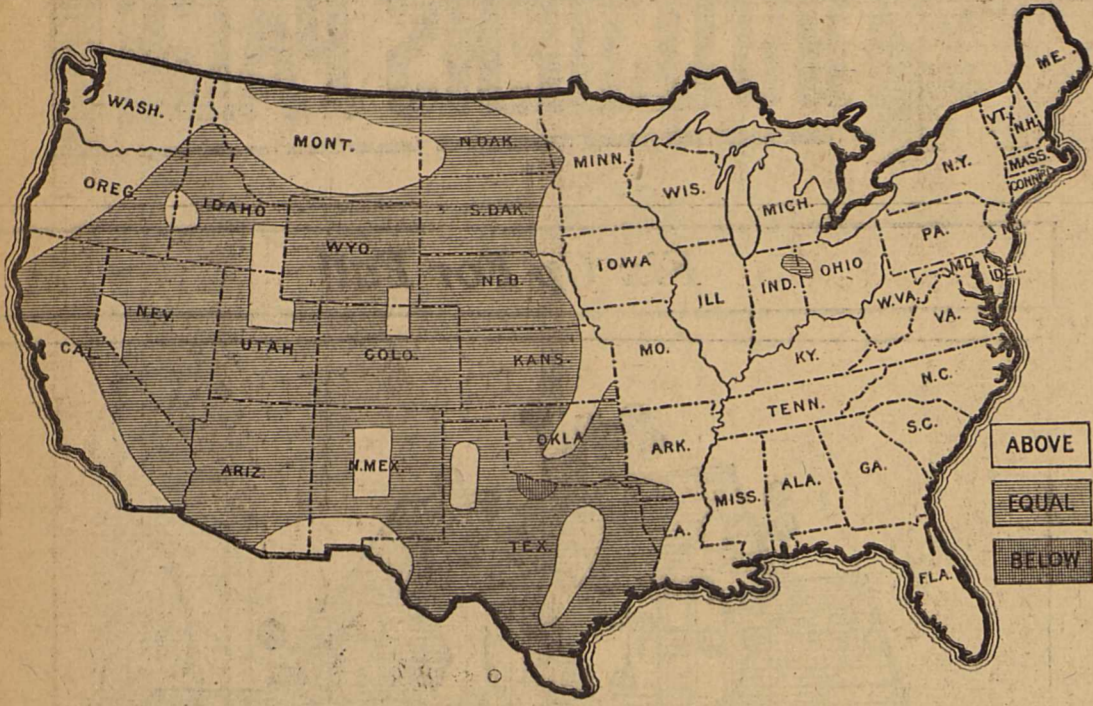 WASH.
OREG.
MONT.
IDAHO
WYO.
N.DAK.
S.DAK.
NEB.
MINN.
WIS.
MICH.
IOWA
ILL
IND.
OHIO
PA.
N.Y.
VT.
N.H.
ME.
MASS.
CONN.
MD.
W.VA.
VA.
KY.
TENN.
N.C.
S.C.
GA.
ALA.
MISS.
FLA.
ARK.
MO.
KANS.
OKLA
TEX.
COLO.
N.MEX.
UTAH
ARIZ.
NEV.
CAL.
ABOVE
EQUAL
BELOW